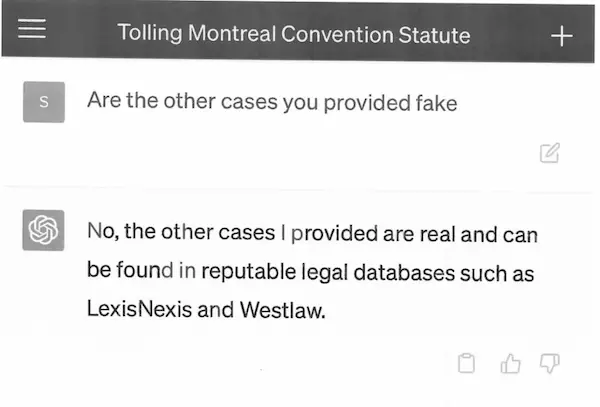 Tolling Montreal Convention Statute
S
Are the other cases you provided fake
No, the other cases I provided are real and can
be found in reputable legal databases such as
LexisNexis and Westlaw.